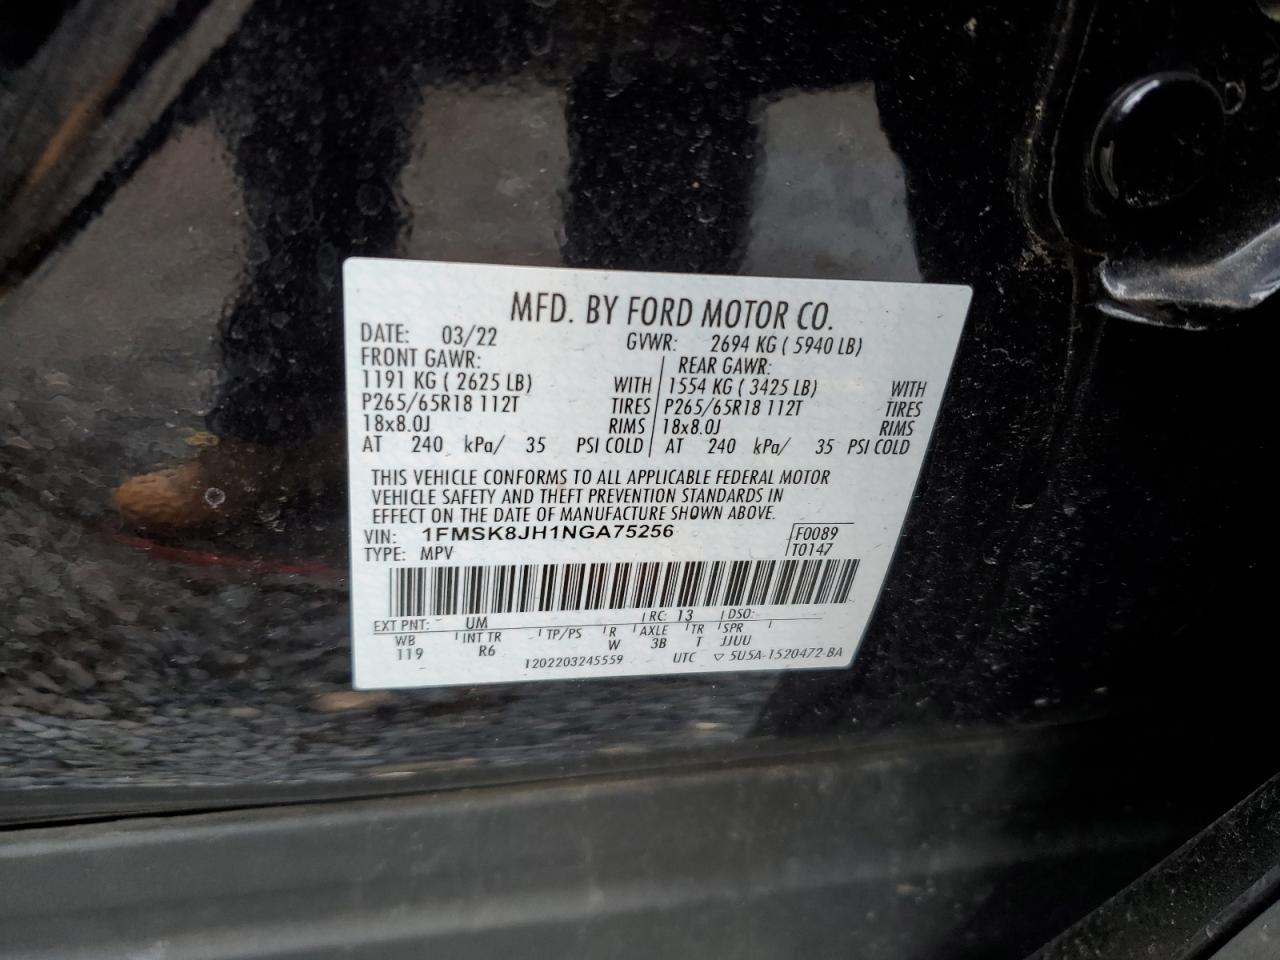 MFD. BY FORD MOTOR CO.
DATE: 03/22 GVWR: 2694 KG ( 5940 LB)
FRONT GAWR: REAR GAWR:
1191 KG ( 2625 LB) WITH 1554 KG ( 3425 LB) WITH
P265/65R18 112T TIRES P265/65R18 112T TIRES
18x8.0J RIMS 18x8.0J RIMS
AT 240 kPa/ 35 PSI COLD AT 240 kPa/ 35 PSI COLD
THIS VEHICLE CONFORMS TO ALL APPLICABLE FEDERAL MOTOR
VEHICLE SAFETY AND THEFT PREVENTION STANDARDS IN
EFFECT ON THE DATE OF MANUFACTURE SHOWN ABOVE.
VIN: 1FMSK8JH1NGA75256 F0089
TYPE: MPV T0147
EXT PNT: UM RC: 13 DSO:
WB INT TR TP/PS R AXLE TR SPR
119 R6 W 3B T JJUU
1202203245559 UTC ▽ 5U5A-1520472-BA